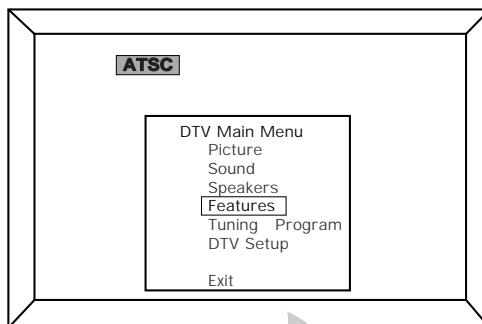 ATSC
DTV Main Menu
Picture
Sound
Speakers
Features
Tuning Program
DTV Setup
Exit